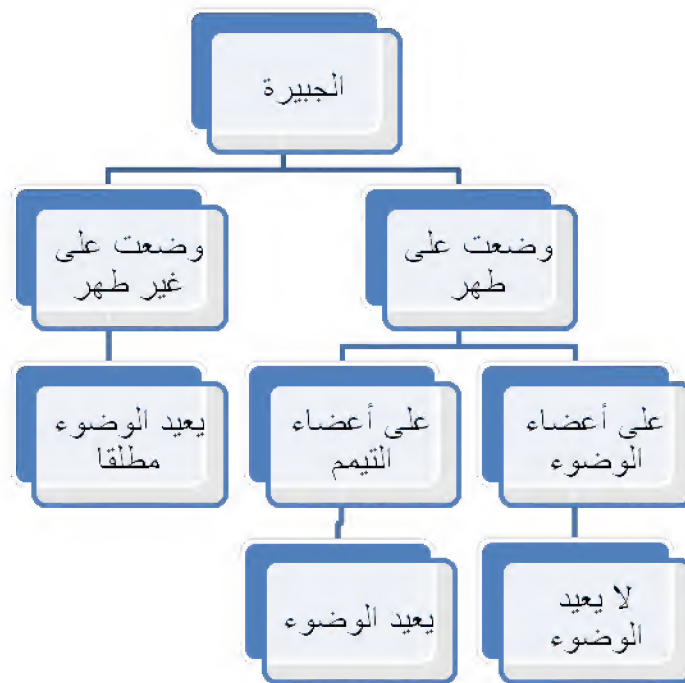 الجبيرة
وضعت على
طهر
وضعت على
غير طهر
على أعضاء
الوضوء
على أعضاء
التيمم
يعيد الوضوء
مطلقا
لا يعيد
الوضوء
يعيد الوضوء